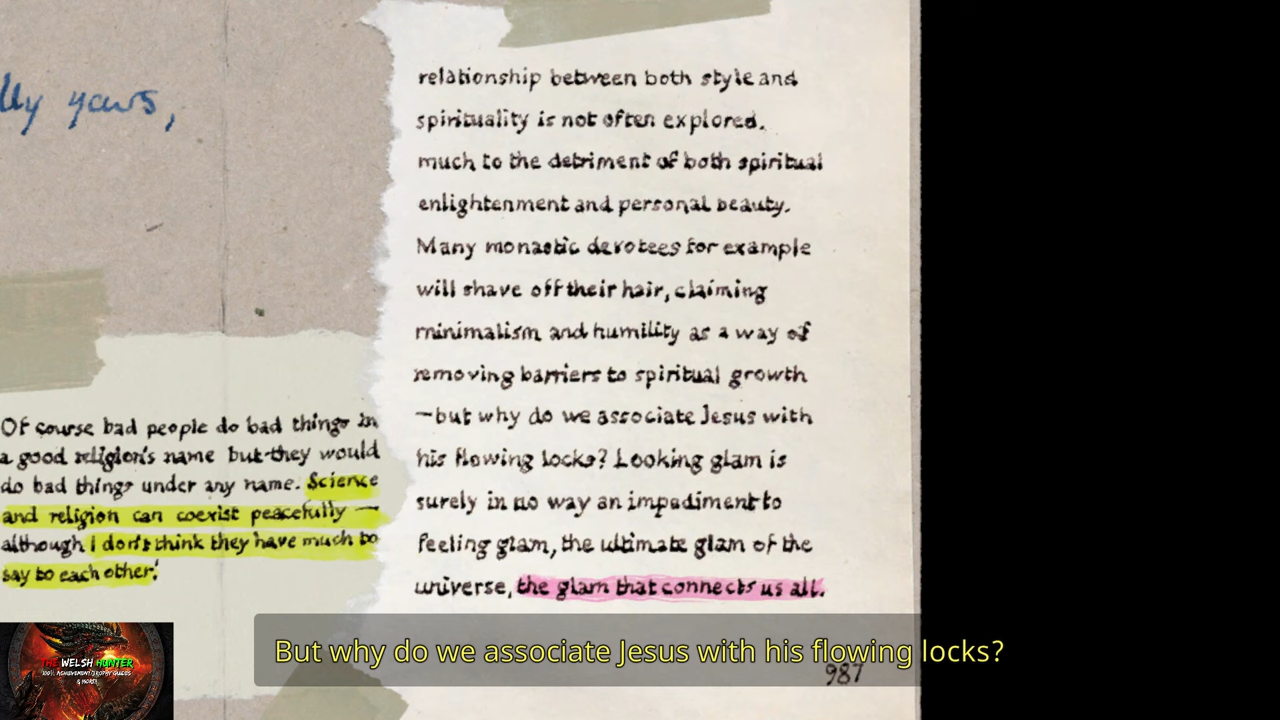 lly yours,
Of course bad people do bad things in
a good religion's name but they would
do bad things under any name. Science
and religion can coexist peacefully —
although I don't think they have much to
say to each other.'
relationship between both style and
spirituality is not often explored,
much to the detriment of both spiritual
enlightenment and personal beauty.
Many monastic devotees for example
will shave off their hair, claiming
minimalism and humility as a way of
removing barriers to spiritual growth
—but why do we associate Jesus with
his flowing locks? Looking glam is
surely in no way an impediment to
feeling glam, the ultimate glam of the
universe, the glam that connects us all.
987
But why do we associate Jesus with his flowing locks?
THE WELSH HUNTER
100% ACHIEVEMENT/TROPHY GUIDES
& MORE!